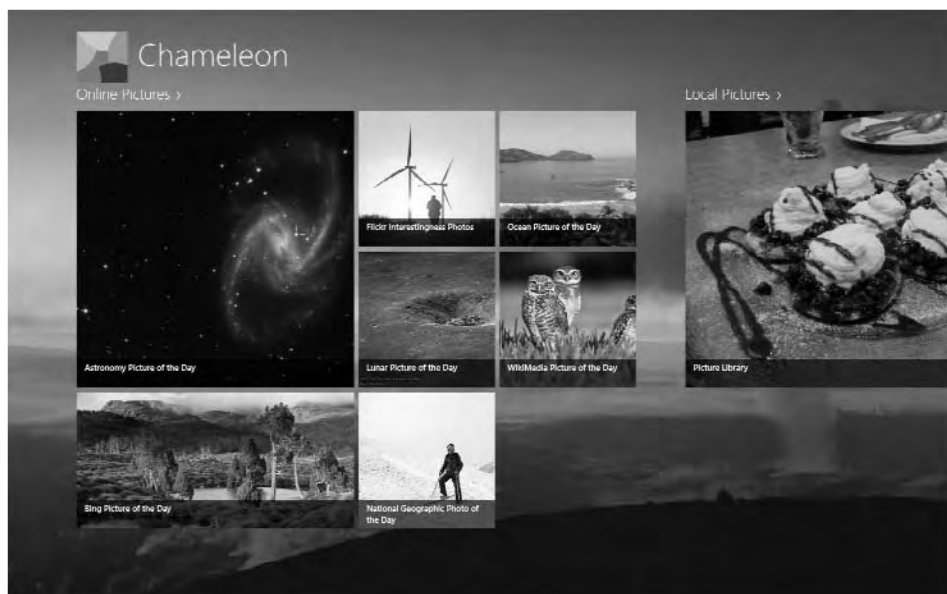 Chameleon
Online Pictures >
Local Pictures >
Flickr Interestingness Photos
Ocean Picture of the Day
Astronomy Picture of the Day
Lunar Picture of the Day
WikiMedia Picture of the Day
Picture Library
Bing Picture of the Day
National Geographic Photo of
the Day